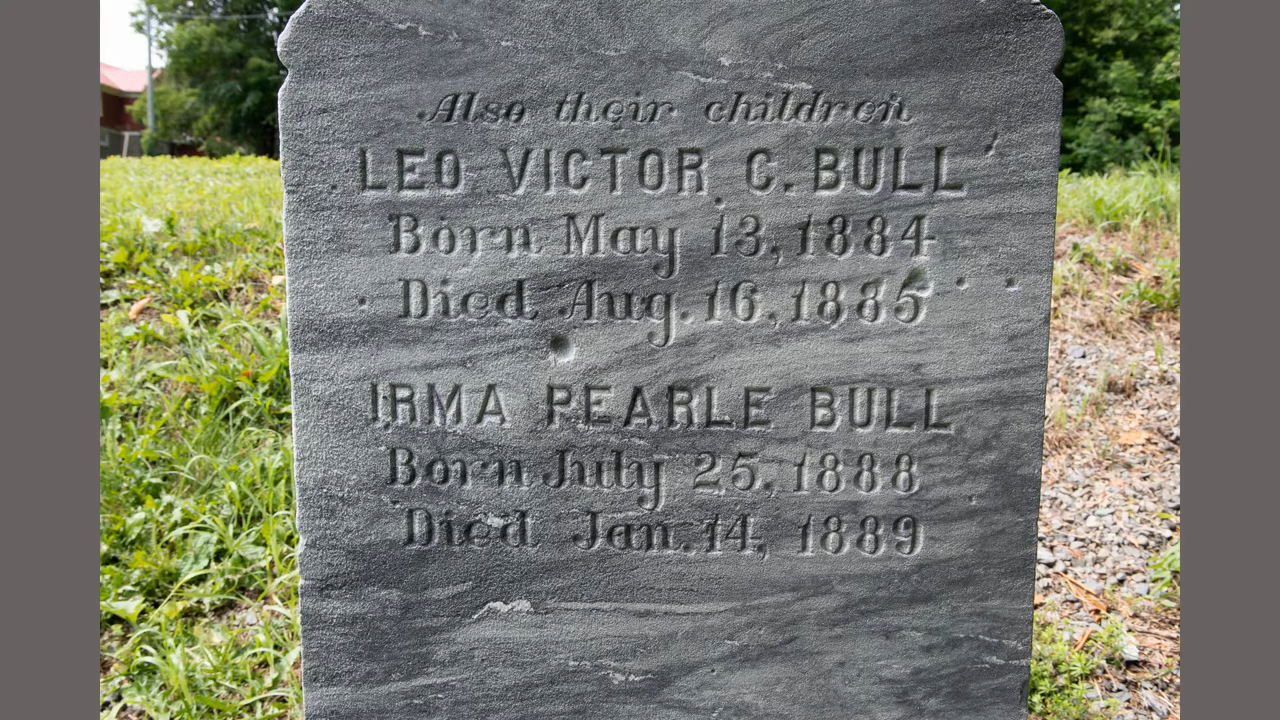 Also their children
LEO VICTOR C. BULL
Born May 13, 1884
Died Aug. 16, 1885
IRMA PEARLE BULL
Born July 25, 1888
Died Jan. 14, 1889